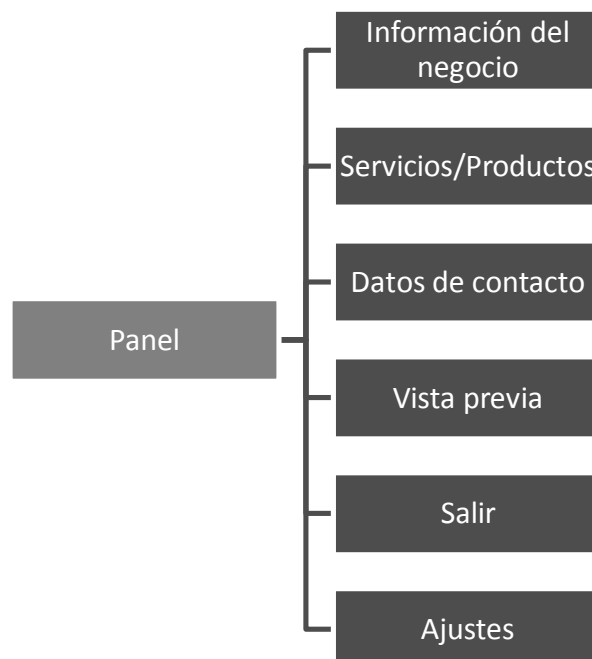 Información del
negocio
Servicios/Productos
Datos de contacto
Panel
Vista previa
Salir
Ajustes